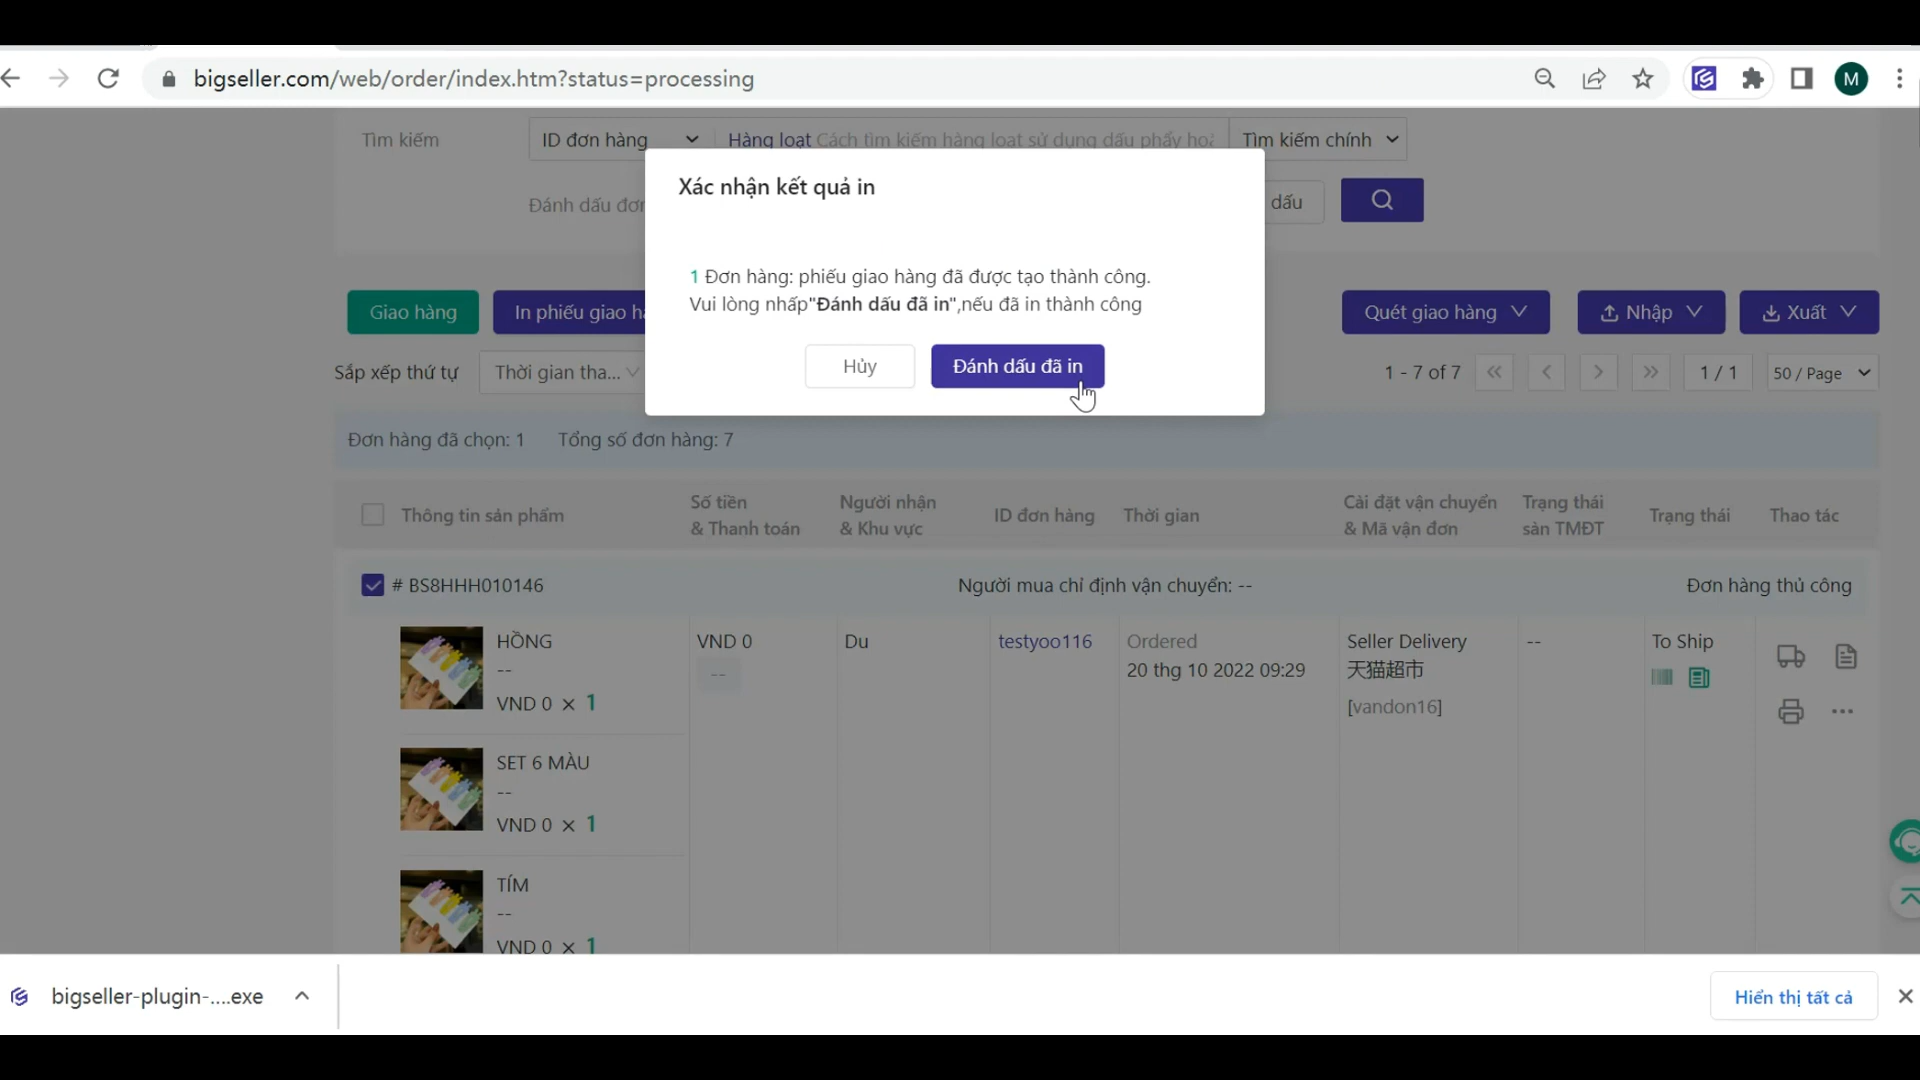 bigseller.com/web/order/index.htm?status=processing
M
Tìm kiếm
ID đơn hàng
Hàng loạt Cách tìm kiếm hàng loạt sử dụng dấu phẩy hoặ
Tìm kiếm chính
Đánh dấu đơn
dấu
Xác nhận kết quả in
1 Đơn hàng: phiếu giao hàng đã được tạo thành công.
Vui lòng nhấp"Đánh dấu đã in",nếu đã in thành công
Hủy
Đánh dấu đã in
Giao hàng
In phiếu giao hà
Quét giao hàng
Nhập
Xuất
Sắp xếp thứ tự
Thời gian tha...
1 - 7 of 7
1 / 1
50 / Page
Đơn hàng đã chọn: 1
Tổng số đơn hàng: 7
Thông tin sản phẩm
Số tiền
& Thanh toán
Người nhận
& Khu vực
ID đơn hàng
Thời gian
Cài đặt vận chuyển
& Mã vận đơn
Trạng thái
sàn TMĐT
Trạng thái
Thao tác
# BS8HHH010146
Người mua chỉ định vận chuyển: --
Đơn hàng thủ công
HỒNG
--
VND 0 × 1
VND 0
--
Du
testyoo116
Ordered
20 thg 10 2022 09:29
Seller Delivery
天猫超市
[vandon16]
--
To Ship
SET 6 MÀU
--
VND 0 × 1
TÍM
--
VND 0 × 1
bigseller-plugin-....exe
Hiển thị tất cả